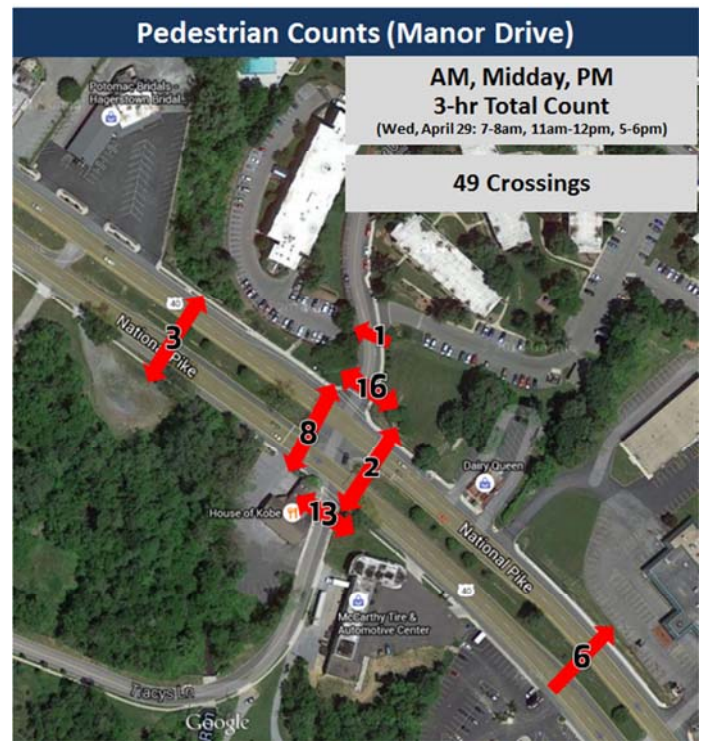 Pedestrian Counts (Manor Drive)
AM, Midday, PM
3-hr Total Count
(Wed, April 29: 7-8am, 11am-12pm, 5-6pm)
49 Crossings
Potomac Bridals -
Hagerstown Bridal...
40
National Pike
3
1
16
8
2
Dairy Queen
House of Kobe
13
National Pike
40
McCarthy Tire &
Automotive Center
6
Tracys Ln
Google